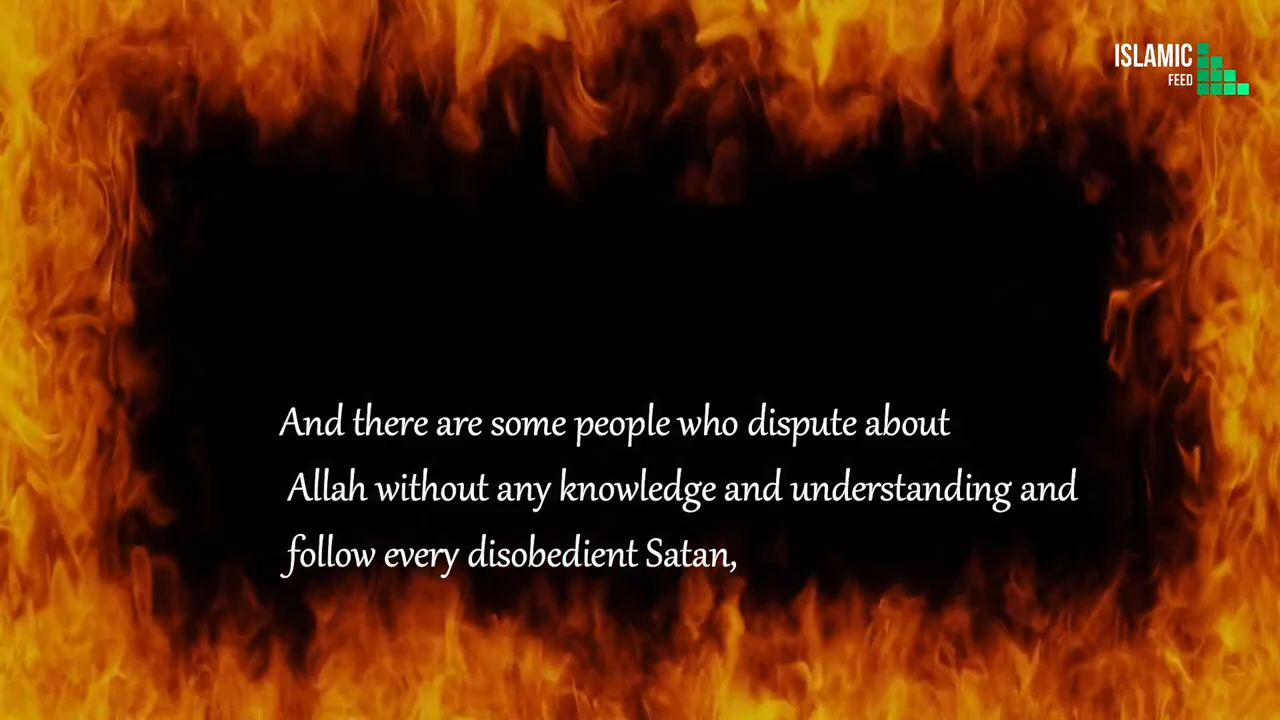 ISLAMIC
FEED
And there are some people who dispute about
Allah without any knowledge and understanding and
follow every disobedient Satan,